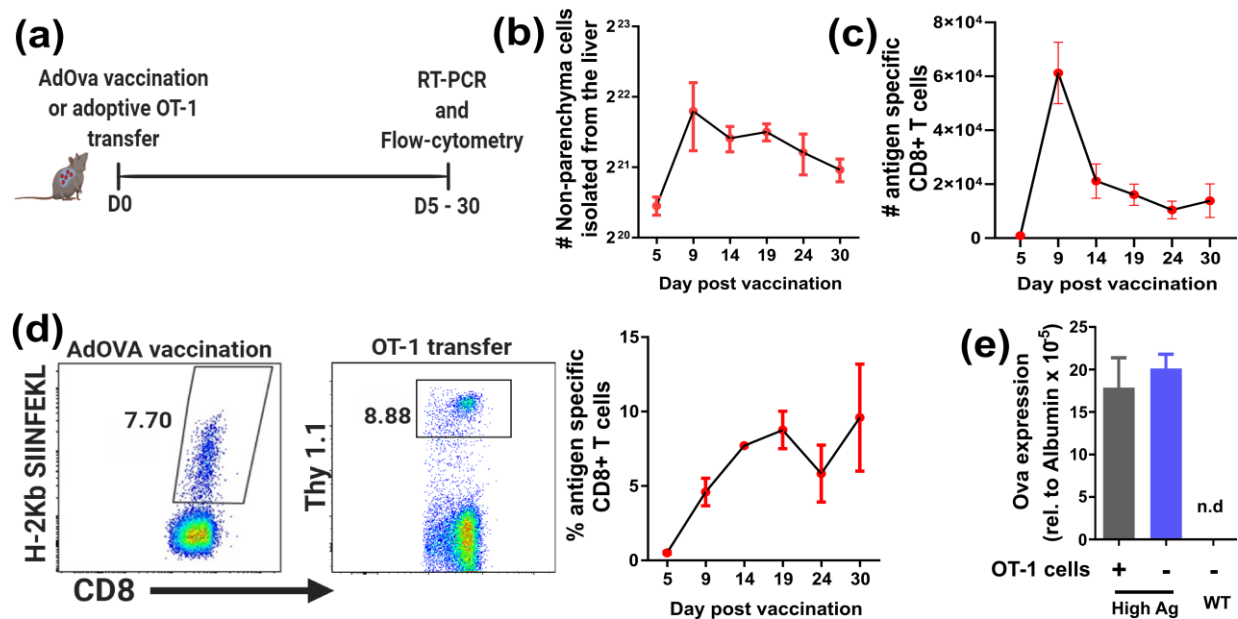 (a)
AdOva vaccination
or adoptive OT-1
transfer
RT-PCR
and
Flow-cytometry
D0
D5 - 30
(b)
# Non-parenchyma cells
isolated from the liver
2^23
2^22
2^21
2^20
5 9 14 19 24 30
Day post vaccination
(c)
# antigen specific
CD8+ T cells
8×10^4
6×10^4
4×10^4
2×10^4
0
5 9 14 19 24 30
Day post vaccination
(d)
AdOVA vaccination
7.70
H-2Kb SIINFEKL
CD8
OT-1 transfer
8.88
Thy 1.1
% antigen specific
CD8+ T cells
15
10
5
0
5 9 14 19 24 30
Day post vaccination
(e)
Ova expression
(rel. to Albumin x 10^-5)
25
20
15
10
5
0
n.d
OT-1 cells + - -
High Ag WT